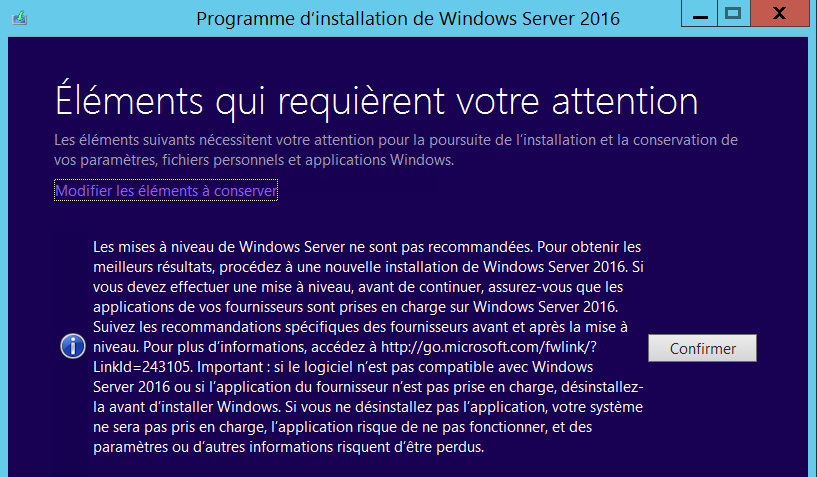 Programme d'installation de Windows Server 2016
Éléments qui requièrent votre attention
Les éléments suivants nécessitent votre attention pour la poursuite de l'installation et la conservation de
vos paramètres, fichiers personnels et applications Windows.
Modifier les éléments à conserver
Les mises à niveau de Windows Server ne sont pas recommandées. Pour obtenir les
meilleurs résultats, procédez à une nouvelle installation de Windows Server 2016. Si
vous devez effectuer une mise à niveau, avant de continuer, assurez-vous que les
applications de vos fournisseurs sont prises en charge sur Windows Server 2016.
Suivez les recommandations spécifiques des fournisseurs avant et après la mise à
niveau. Pour plus d'informations, accédez à http://go.microsoft.com/fwlink/?
LinkId=243105. Important : si le logiciel n'est pas compatible avec Windows
Server 2016 ou si l'application du fournisseur n'est pas prise en charge, désinstallez-
la avant d'installer Windows. Si vous ne désinstallez pas l'application, votre système
ne sera pas pris en charge, l'application risque de ne pas fonctionner, et des
paramètres ou d'autres informations risquent d'être perdus.
Confirmer